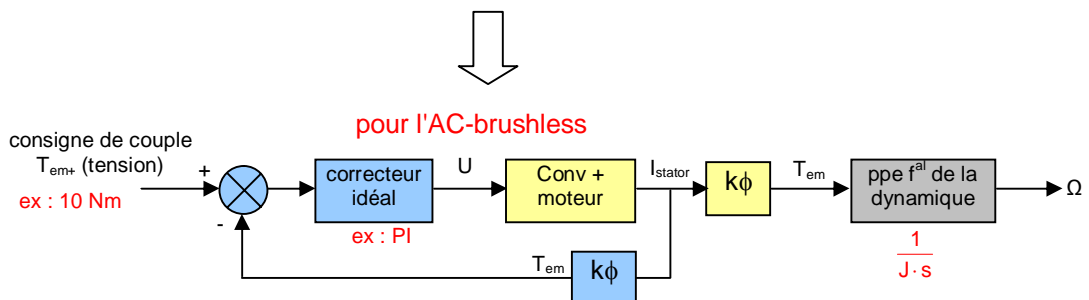 pour l'AC-brushless
consigne de couple
Tem+ (tension)
ex : 10 Nm
+
-
correcteur
idéal
ex : PI
U
Conv +
moteur
Istator
kϕ
Tem
ppe fal de la
dynamique
1
J · s
Ω
Tem
kϕ